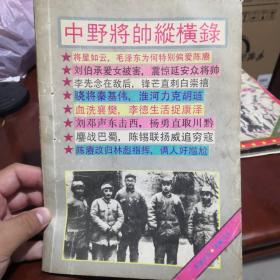 中野將帥縱橫錄
★将星如云，毛泽东为何特别偏爱陈赓
★刘伯承爱女被害，震惊延安众将帅
★李先念在敌后，锋芒直刺白崇禧
★骁将秦基伟，淮河力克胡琏
★血洗襄樊，李德生活捉康泽
★刘邓声东击西，杨勇直取川黔
★鏖战巴蜀，陈锡联扬威追穷寇
★陈赓改归林彪指挥，俩人好尴尬